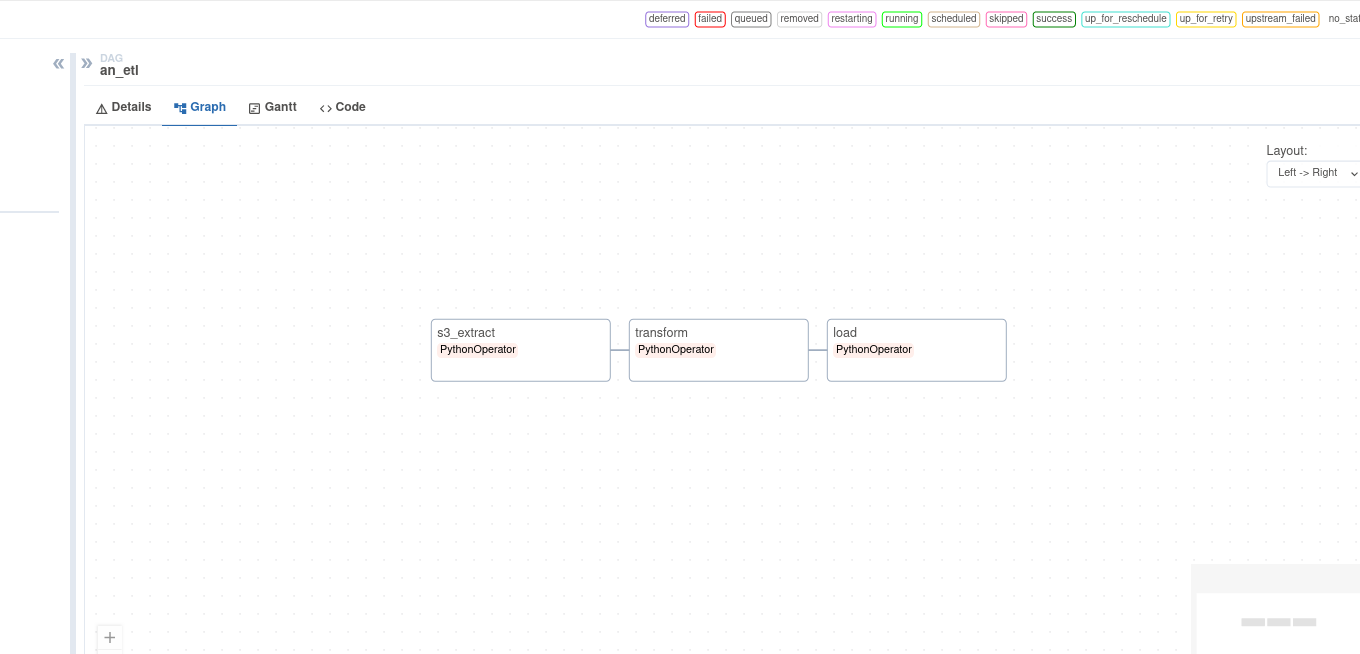 deferred failed queued removed restarting running scheduled skipped success up_for_reschedule up_for_retry upstream_failed no_sta
DAG
an_etl
Details Graph Gantt Code
Layout:
Left -> Right
s3_extract transform load
PythonOperator PythonOperator PythonOperator